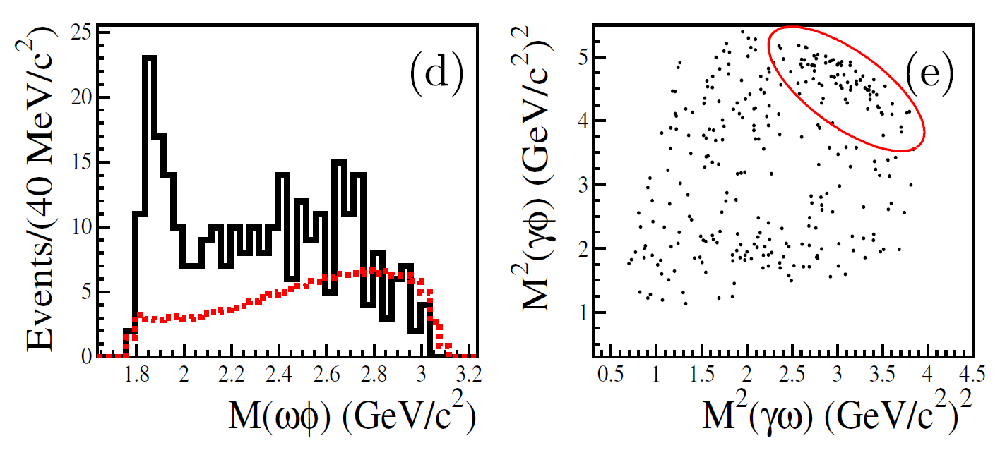 Events/(40 MeV/c²)
25
20
15
10
5
0
(d)
1.8 2 2.2 2.4 2.6 2.8 3 3.2
M(ωϕ) (GeV/c²)
M²(γϕ) (GeV/c²)²
5
4
3
2
1
(e)
0.5 1 1.5 2 2.5 3 3.5 4 4.5
M²(γω) (GeV/c²)²